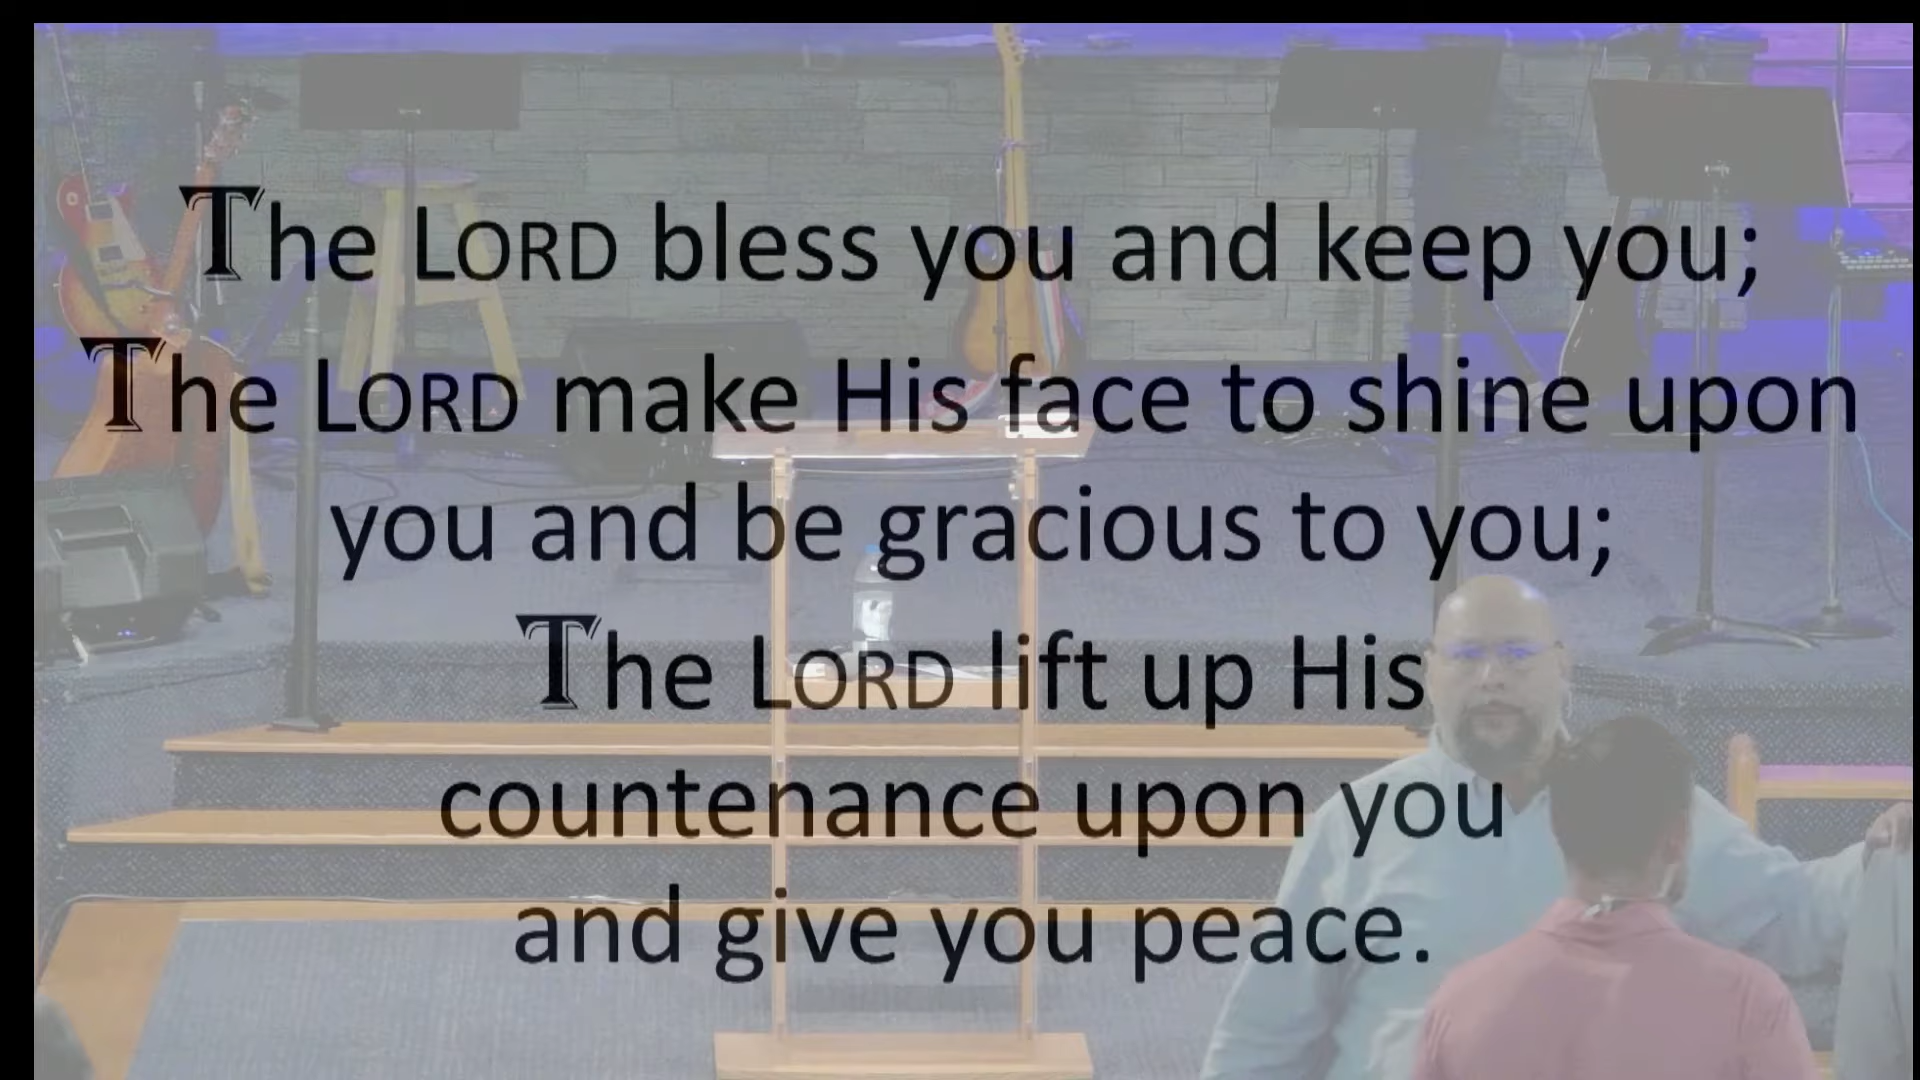 The LORD bless you and keep you;
The LORD make His face to shine upon
you and be gracious to you;
The LORD lift up His
countenance upon you
and give you peace.